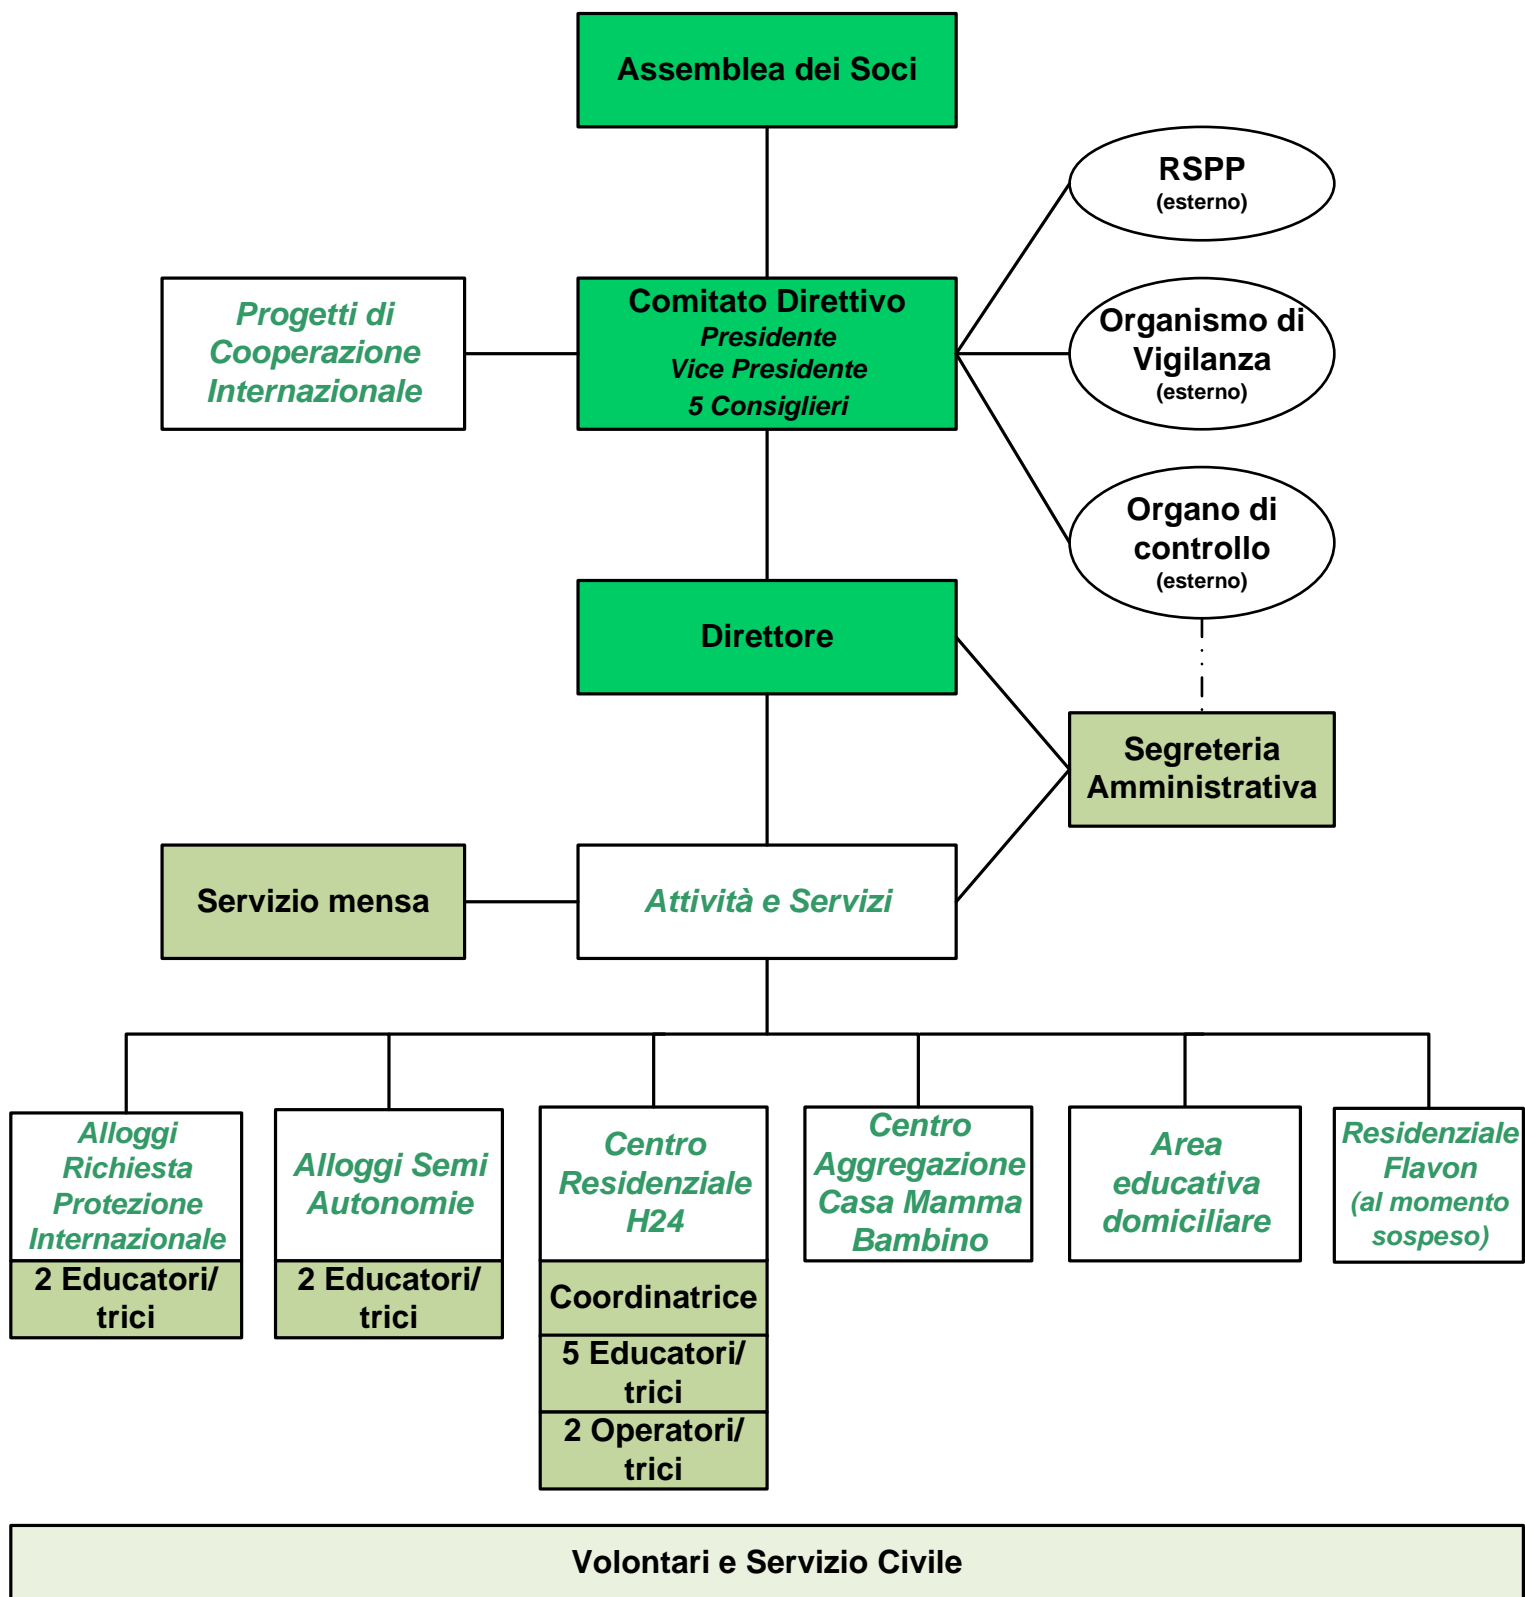 Assemblea dei Soci
RSPP
(esterno)
Progetti di
Cooperazione
Internazionale
Comitato Direttivo
Presidente
Vice Presidente
5 Consiglieri
Organismo di
Vigilanza
(esterno)
Organo di
controllo
(esterno)
Direttore
Segreteria
Amministrativa
Servizio mensa
Attività e Servizi
Alloggi
Richiesta
Protezione
Internazionale
2 Educatori/
trici
Alloggi Semi
Autonomie
2 Educatori/
trici
Centro
Residenziale
H24
Coordinatrice
5 Educatori/
trici
2 Operatori/
trici
Centro
Aggregazione
Casa Mamma
Bambino
Area
educativa
domiciliare
Residenziale
Flavon
(al momento
sospeso)
Volontari e Servizio Civile